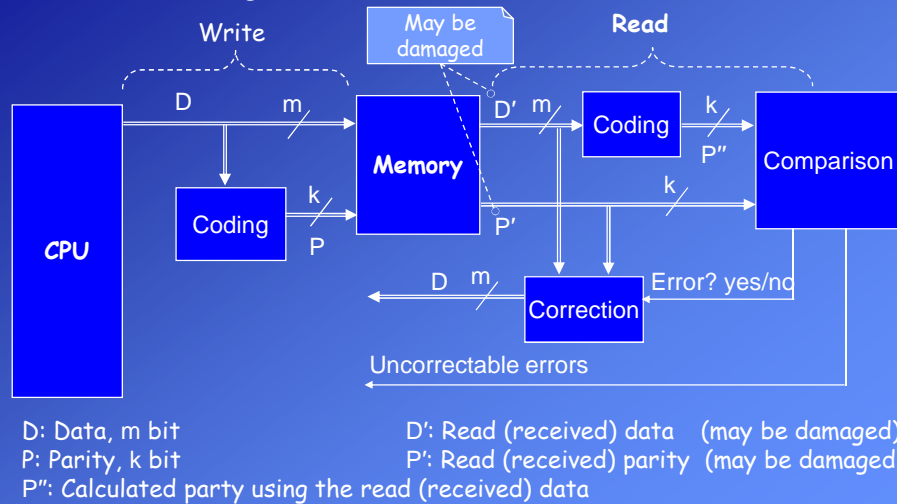 Write
May be
damaged
Read
D
m
D′
m
k
Coding
P″
Memory
Comparison
k
Coding
k
P
P′
CPU
D
m
Error? yes/no
Correction
Uncorrectable errors
D: Data, m bit
D′: Read (received) data (may be damaged)
P: Parity, k bit
P′: Read (received) parity (may be damaged
P″: Calculated party using the read (received) data